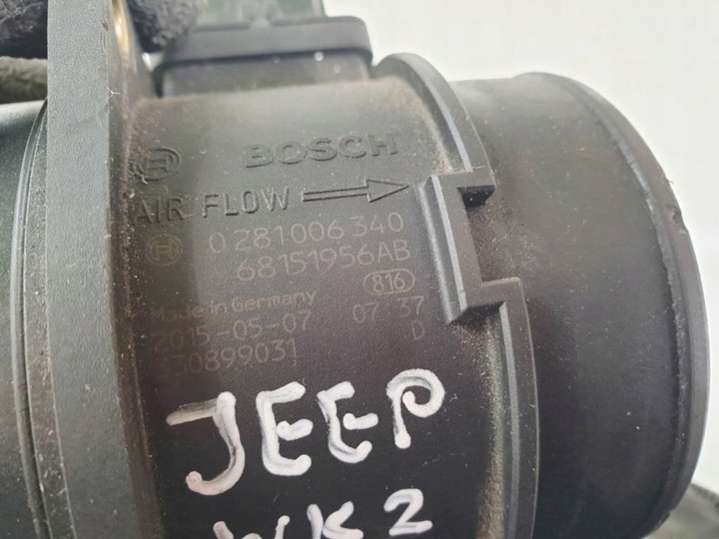 BOSCH
AIR FLOW
0 281 006 340
68151956AB
816
Made in Germany
2015-05-07 07 37
D
JEEP
WK2